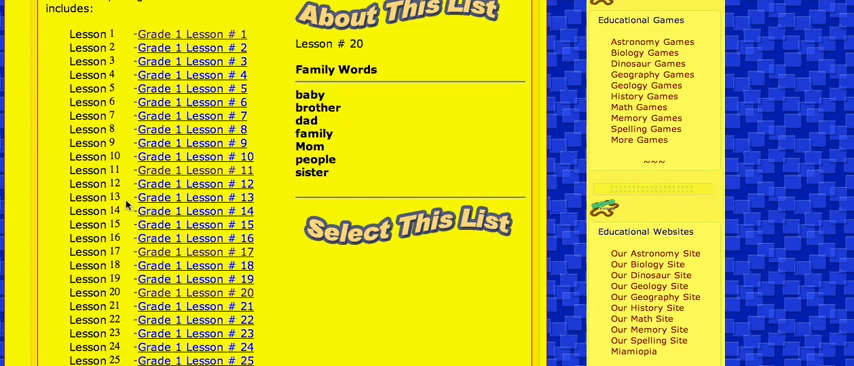 includes:
Lesson 1 -Grade 1 Lesson # 1
Lesson 2 -Grade 1 Lesson # 2
Lesson 3 -Grade 1 Lesson # 3
Lesson 4 -Grade 1 Lesson # 4
Lesson 5 -Grade 1 Lesson # 5
Lesson 6 -Grade 1 Lesson # 6
Lesson 7 -Grade 1 Lesson # 7
Lesson 8 -Grade 1 Lesson # 8
Lesson 9 -Grade 1 Lesson # 9
Lesson 10 -Grade 1 Lesson # 10
Lesson 11 -Grade 1 Lesson # 11
Lesson 12 -Grade 1 Lesson # 12
Lesson 13 -Grade 1 Lesson # 13
Lesson 14 -Grade 1 Lesson # 14
Lesson 15 -Grade 1 Lesson # 15
Lesson 16 -Grade 1 Lesson # 16
Lesson 17 -Grade 1 Lesson # 17
Lesson 18 -Grade 1 Lesson # 18
Lesson 19 -Grade 1 Lesson # 19
Lesson 20 -Grade 1 Lesson # 20
Lesson 21 -Grade 1 Lesson # 21
Lesson 22 -Grade 1 Lesson # 22
Lesson 23 -Grade 1 Lesson # 23
Lesson 24 -Grade 1 Lesson # 24
Lesson 25 -Grade 1 Lesson # 25
About This List
Lesson # 20
Family Words
baby
brother
dad
family
Mom
people
sister
Select This List
Educational Games
Astronomy Games
Biology Games
Dinosaur Games
Geography Games
Geology Games
History Games
Math Games
Memory Games
Spelling Games
More Games
~~~
Educational Websites
Our Astronomy Site
Our Biology Site
Our Dinosaur Site
Our Geology Site
Our Geography Site
Our History Site
Our Math Site
Our Memory Site
Our Spelling Site
Miamiopia